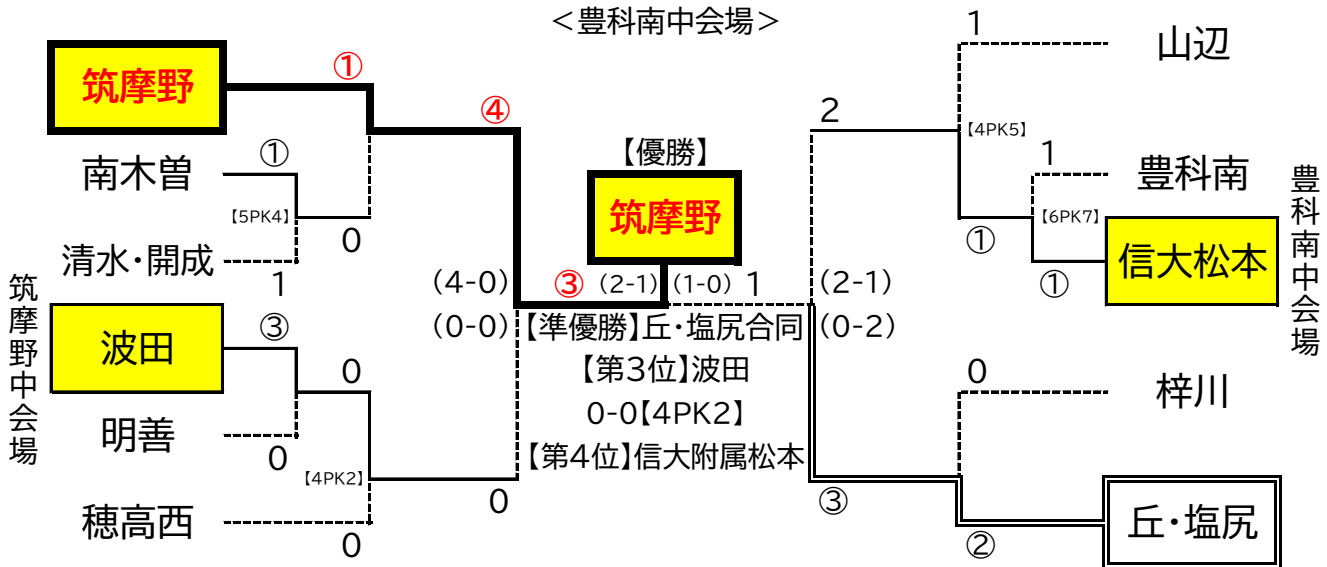 ＜豊科南中会場＞
筑摩野
①
④
南木曽
①
【5PK4】
0
清水・開成
1
筑摩野中会場
波田
③
0
明善
0
【4PK2】
0
穂高西
0
(4-0)
(0-0)
【優勝】
筑摩野
③
(2-1)
(1-0)
1
【準優勝】丘・塩尻合同
【第3位】波田
0-0【4PK2】
【第4位】信大附属松本
(2-1)
(0-2)
2
1
山辺
【4PK5】
1
豊科南
【6PK7】
①
①
信大松本
豊科南中会場
0
梓川
③
②
丘・塩尻